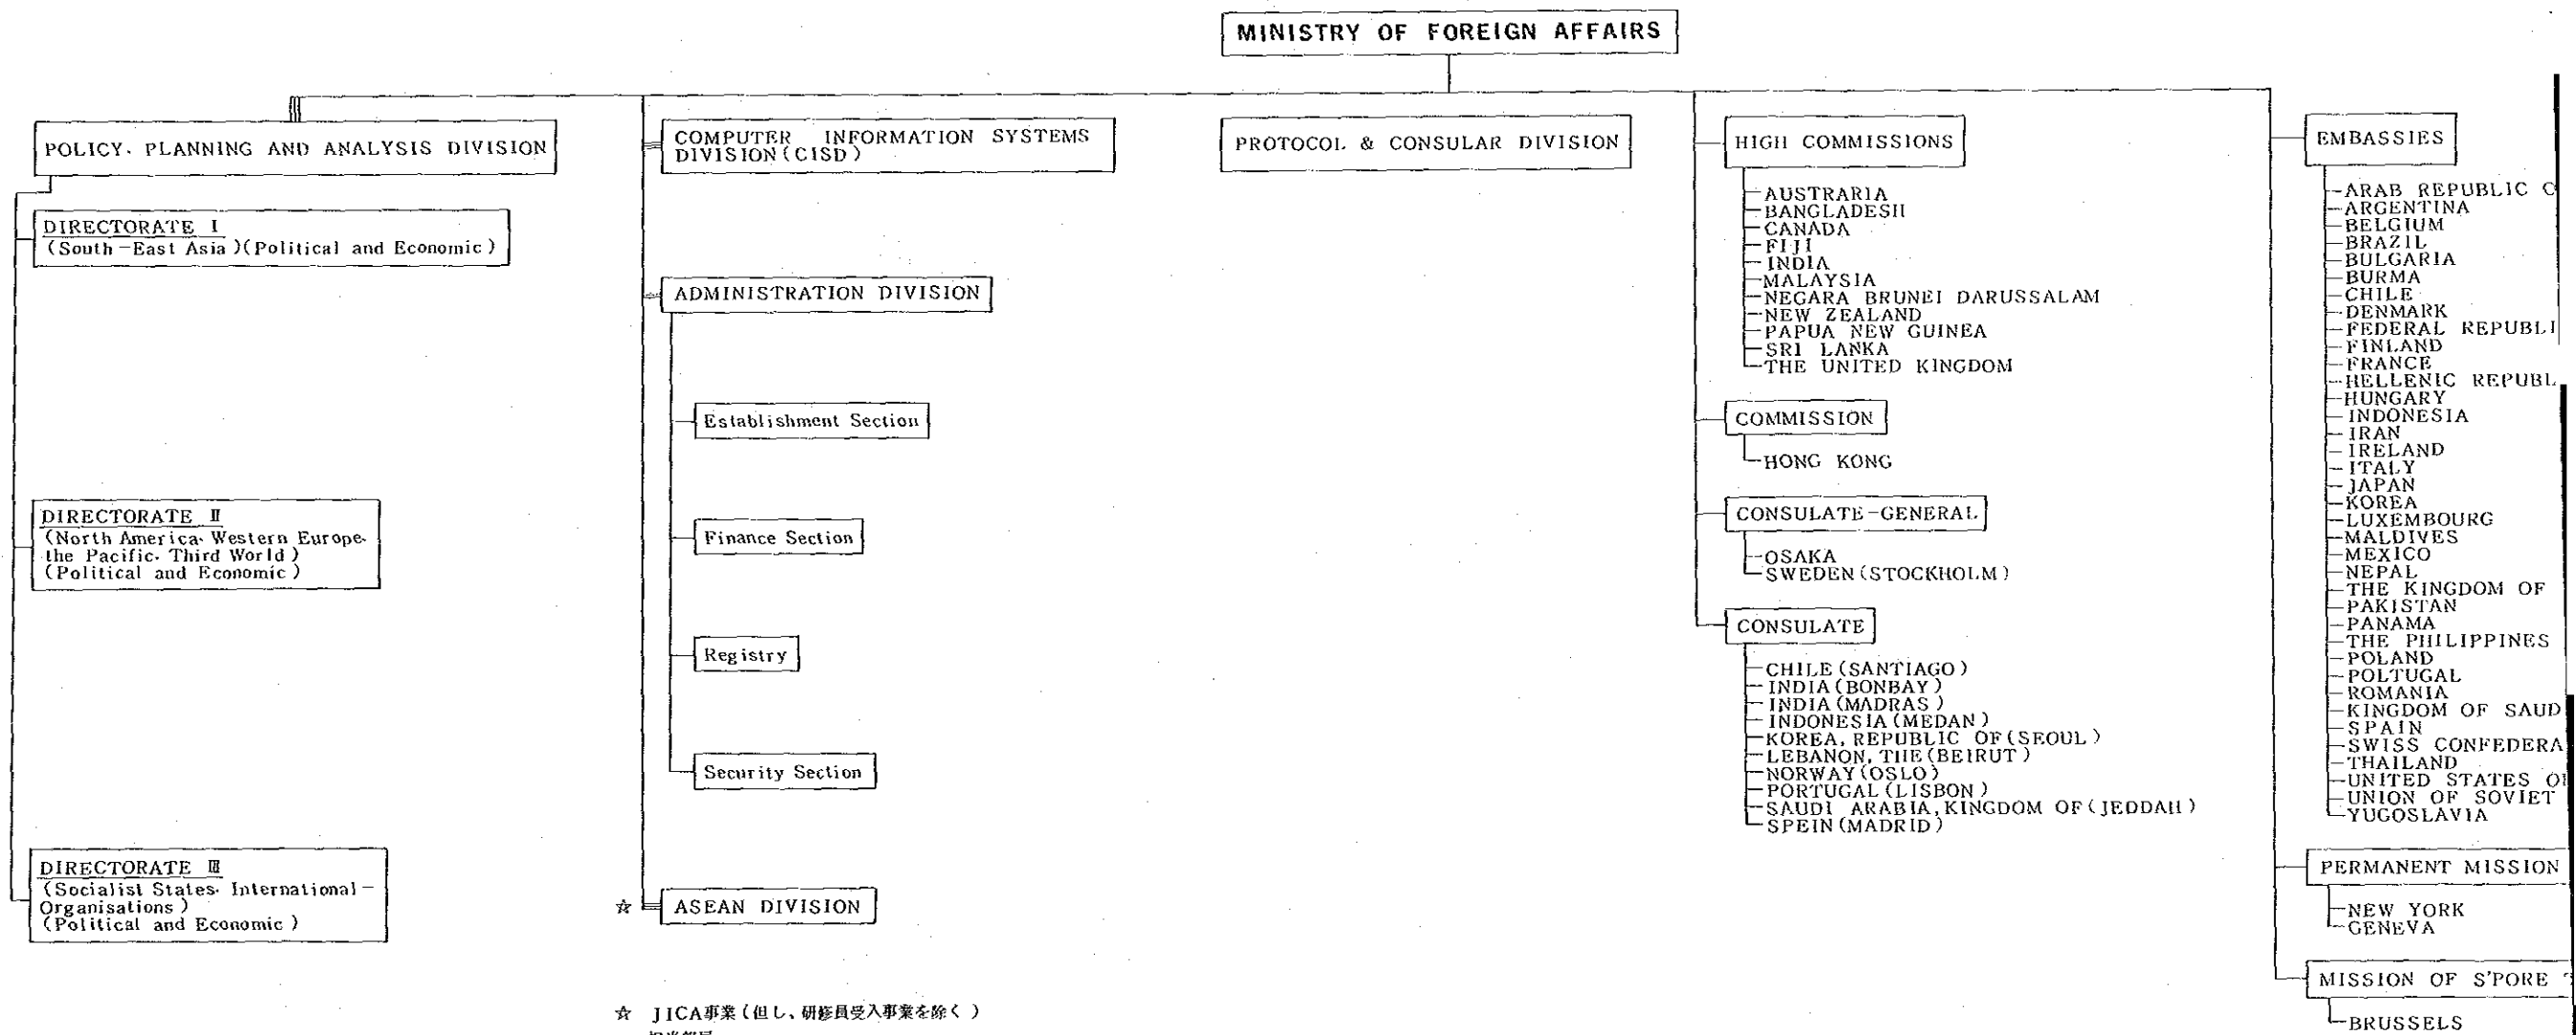 MINISTRY OF FOREIGN AFFAIRS
POLICY. PLANNING AND ANALYSIS DIVISION
DIRECTORATE I
(South-East Asia)(Political and Economic)
DIRECTORATE II
(North America. Western Europe.
the Pacific. Third World)
(Political and Economic)
DIRECTORATE III
(Socialist States. International-
Organisations)
(Political and Economic)
COMPUTER INFORMATION SYSTEMS
DIVISION(CISD)
ADMINISTRATION DIVISION
Establishment Section
Finance Section
Registry
Security Section
☆ ASEAN DIVISION
PROTOCOL & CONSULAR DIVISION
HIGH COMMISSIONS
AUSTRARIA
BANGLADESH
CANADA
FIJI
INDIA
MALAYSIA
NEGARA BRUNEI DARUSSALAM
NEW ZEALAND
PAPUA NEW GUINEA
SRI LANKA
THE UNITED KINGDOM
COMMISSION
HONG KONG
CONSULATE-GENERAL
OSAKA
SWEDEN(STOCKHOLM)
CONSULATE
CHILE(SANTIAGO)
INDIA(BONBAY)
INDIA(MADRAS)
INDONESIA(MEDAN)
KOREA, REPUBLIC OF(SEOUL)
LEBANON, THE(BEIRUT)
NORWAY(OSLO)
PORTUGAL(LISBON)
SAUDI ARABIA, KINGDOM OF(JEDDAH)
SPEIN(MADRID)
EMBASSIES
ARAB REPUBLIC
ARGENTINA
BELGIUM
BRAZIL
BULGARIA
BURMA
CHILE
DENMARK
FEDERAL REPUBLI
FINLAND
FRANCE
HELLENIC REPUBL
HUNGARY
INDONESIA
IRAN
IRELAND
ITALY
JAPAN
KOREA
LUXEMBOURG
MALDIVES
MEXICO
NEPAL
THE KINGDOM OF
PAKISTAN
PANAMA
THE PHILIPPINES
POLAND
POLTUGAL
ROMANIA
KINGDOM OF SAUD
SPAIN
SWISS CONFEDERA
THAILAND
UNITED STATES
UNION OF SOVIET
YUGOSLAVIA
PERMANENT MISSION
NEW YORK
GENEVA
MISSION OF S'PORE
BRUSSELS
☆ JICA事業(但し、研修員受入事業を除く)